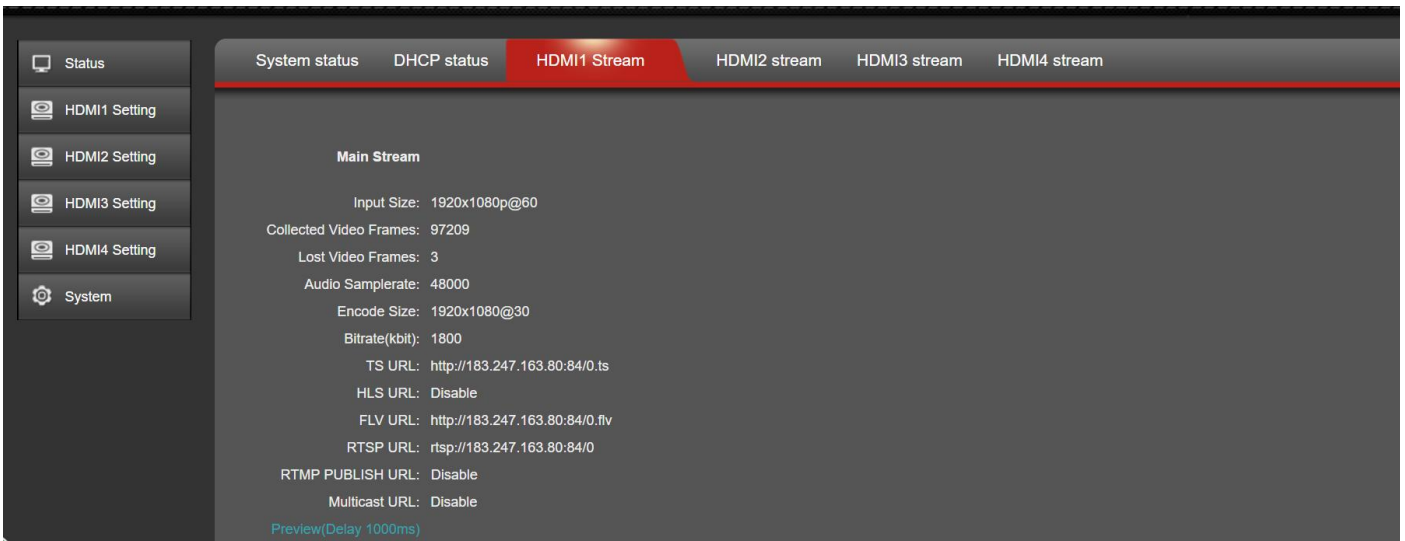 Status
HDMI1 Setting
HDMI2 Setting
HDMI3 Setting
HDMI4 Setting
System
System status DHCP status HDMI1 Stream HDMI2 stream HDMI3 stream HDMI4 stream
Main Stream
Input Size: 1920x1080p@60
Collected Video Frames: 97209
Lost Video Frames: 3
Audio Samplerate: 48000
Encode Size: 1920x1080@30
Bitrate(kbit): 1800
TS URL: http://183.247.163.80:84/0.ts
HLS URL: Disable
FLV URL: http://183.247.163.80:84/0.flv
RTSP URL: rtsp://183.247.163.80:84/0
RTMP PUBLISH URL: Disable
Multicast URL: Disable
Preview(Delay 1000ms)